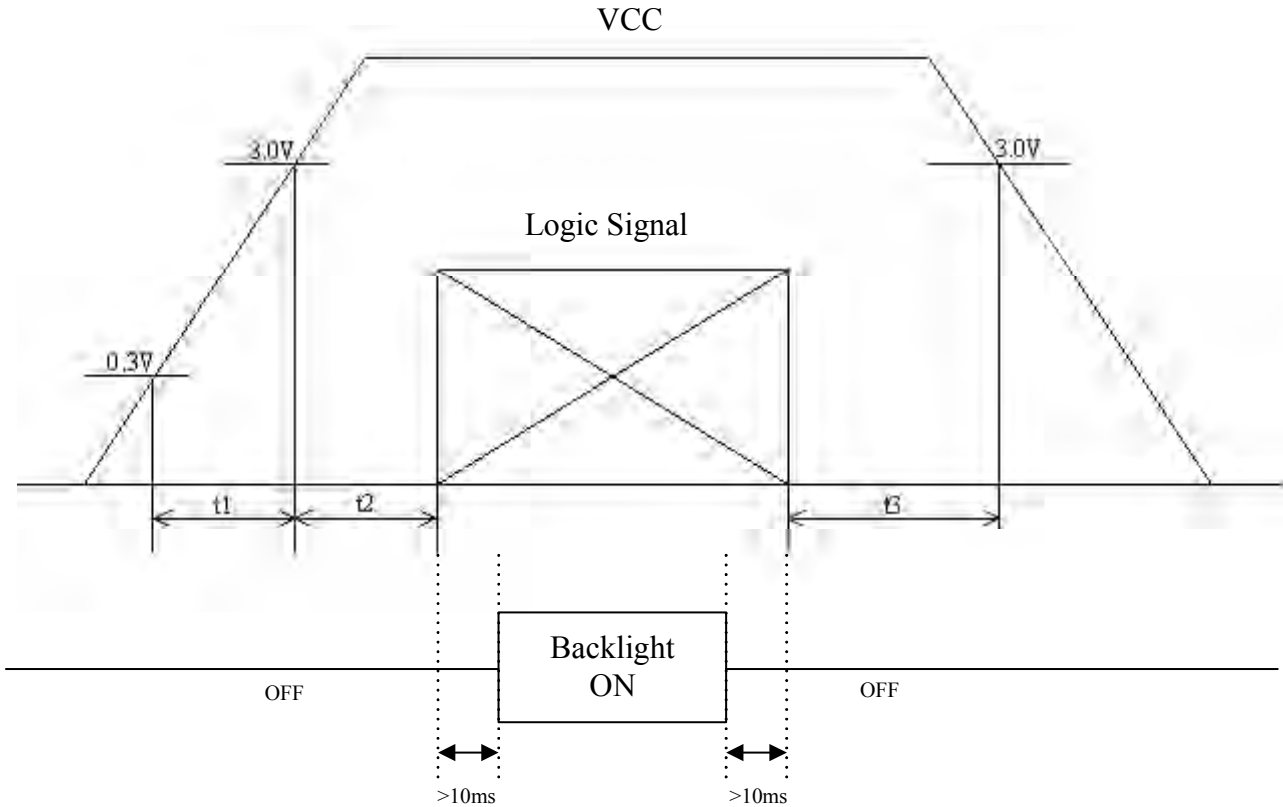 VCC
3.0V
3.0V
Logic Signal
0.3V
t1
t2
t3
Backlight
ON
OFF
OFF
>10ms
>10ms